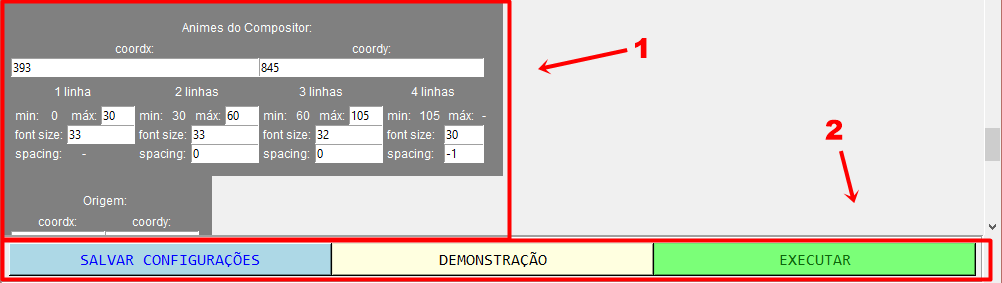 Animes do Compositor:
coordx: coordy:
393 845
1 linha 2 linhas 3 linhas 4 linhas
min: 0 máx: 30 min: 30 máx: 60 min: 60 máx: 105 min: 105 máx: -
font size: 33 font size: 33 font size: 32 font size: 30
spacing: - spacing: 0 spacing: 0 spacing: -1
Origem:
coordx: coordy:
1
2
SALVAR CONFIGURAÇÕES DEMONSTRAÇÃO EXECUTAR